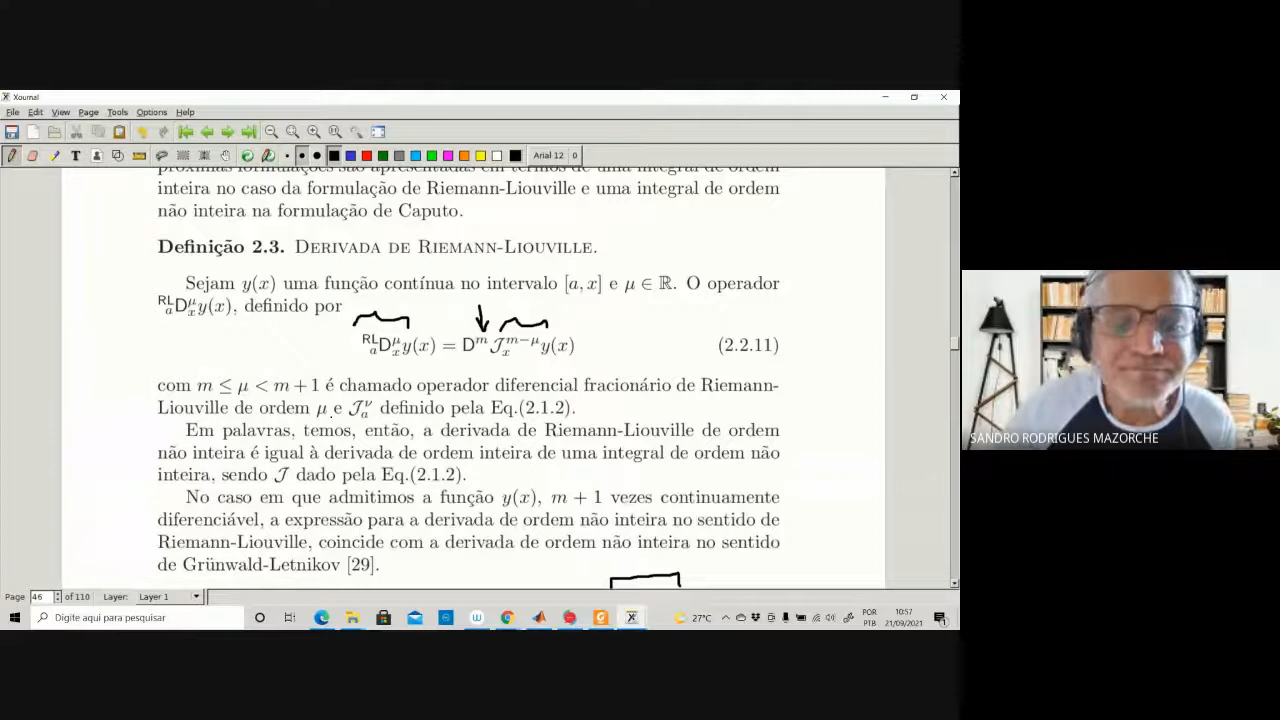 Xournal
File Edit View Page Tools Options Help
Arial 12 0
próximas formulações são apresentadas em termos de uma integral de ordem
inteira no caso da formulação de Riemann-Liouville e uma integral de ordem
não inteira na formulação de Caputo.
Definição 2.3. DERIVADA DE RIEMANN-LIOUVILLE.
Sejam y(x) uma função contínua no intervalo [a, x] e μ ∈ ℝ. O operador
ᴿᴸₐDₓᵘy(x), definido por
ᴿᴸₐDₓᵘy(x) = Dᵐ 𝒥ₓᵐ⁻ᵘy(x) (2.2.11)
com m ≤ μ < m + 1 é chamado operador diferencial fracionário de Riemann-
Liouville de ordem μ e 𝒥ₐᵛ definido pela Eq.(2.1.2).
Em palavras, temos, então, a derivada de Riemann-Liouville de ordem
não inteira é igual à derivada de ordem inteira de uma integral de ordem não
inteira, sendo 𝒥 dado pela Eq.(2.1.2).
No caso em que admitimos a função y(x), m + 1 vezes continuamente
diferenciável, a expressão para a derivada de ordem não inteira no sentido de
Riemann-Liouville, coincide com a derivada de ordem não inteira no sentido
de Grünwald-Letnikov [29].
Page 46 of 110 Layer: Layer 1
Digite aqui para pesquisar
27°C
POR
PTB
10:57
21/09/2021
SANDRO RODRIGUES MAZORCHE